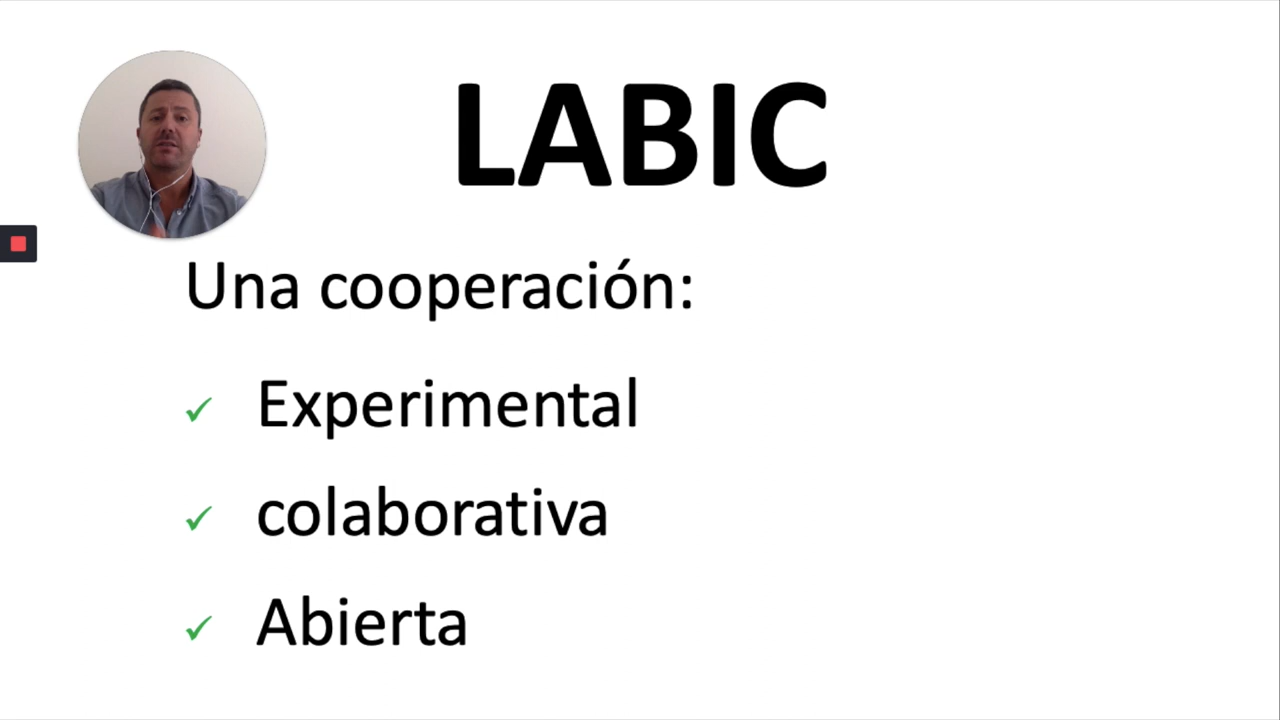 LABIC
Una cooperación:
✓ Experimental
✓ colaborativa
✓ Abierta